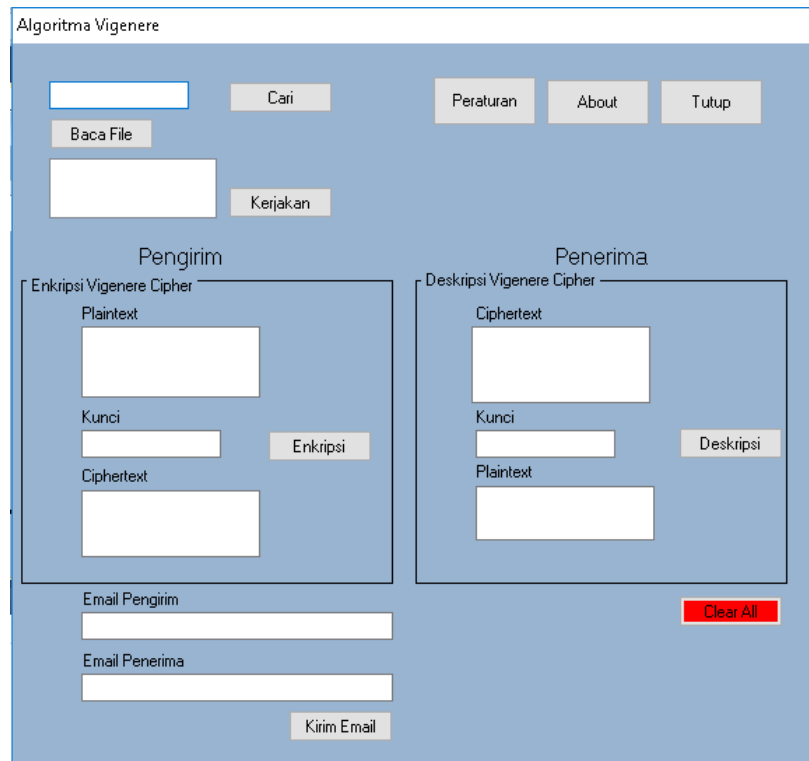 Algoritma Vigenere
Cari
Peraturan
About
Tutup
Baca File
Kerjakan
Pengirim
Penerima
Enkripsi Vigenere Cipher
Plaintext
Kunci
Enkripsi
Ciphertext
Deskripsi Vigenere Cipher
Ciphertext
Kunci
Deskripsi
Plaintext
Email Pengirim
Clear All
Email Penerima
Kirim Email